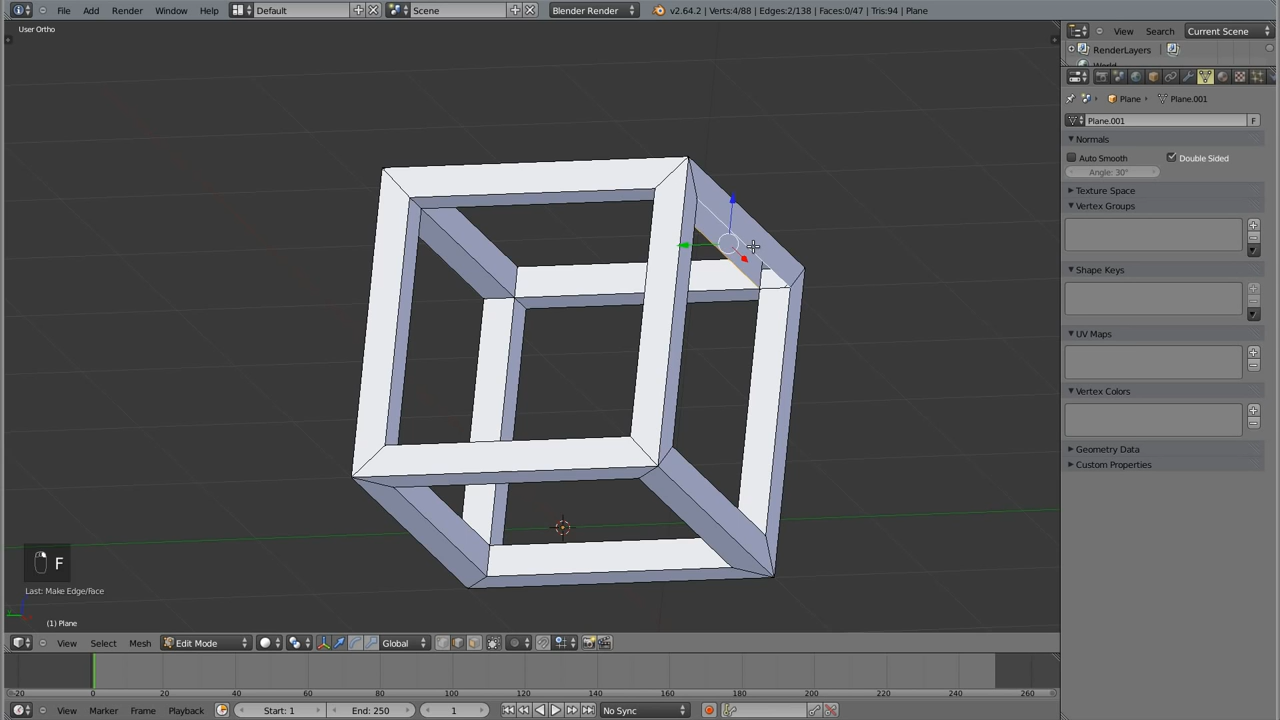 File Add Render Window Help Default Scene Blender Render v2.64.2 | Verts:4/88 | Edges:2/138 | Faces:0/47 | Tris:94 | Plane
User Ortho
View Search Current Scene
RenderLayers
Plane Plane.001
Plane.001 F
Normals
Auto Smooth Double Sided
Angle: 30°
Texture Space
Vertex Groups
Shape Keys
UV Maps
Vertex Colors
Geometry Data
Custom Properties
F
Last: Make Edge/Face
(1) Plane
View Select Mesh Edit Mode Global
-20 0 20 40 60 80 100 120 140 160 180 200 220 240 260
View Marker Frame Playback Start: 1 End: 250 1 No Sync